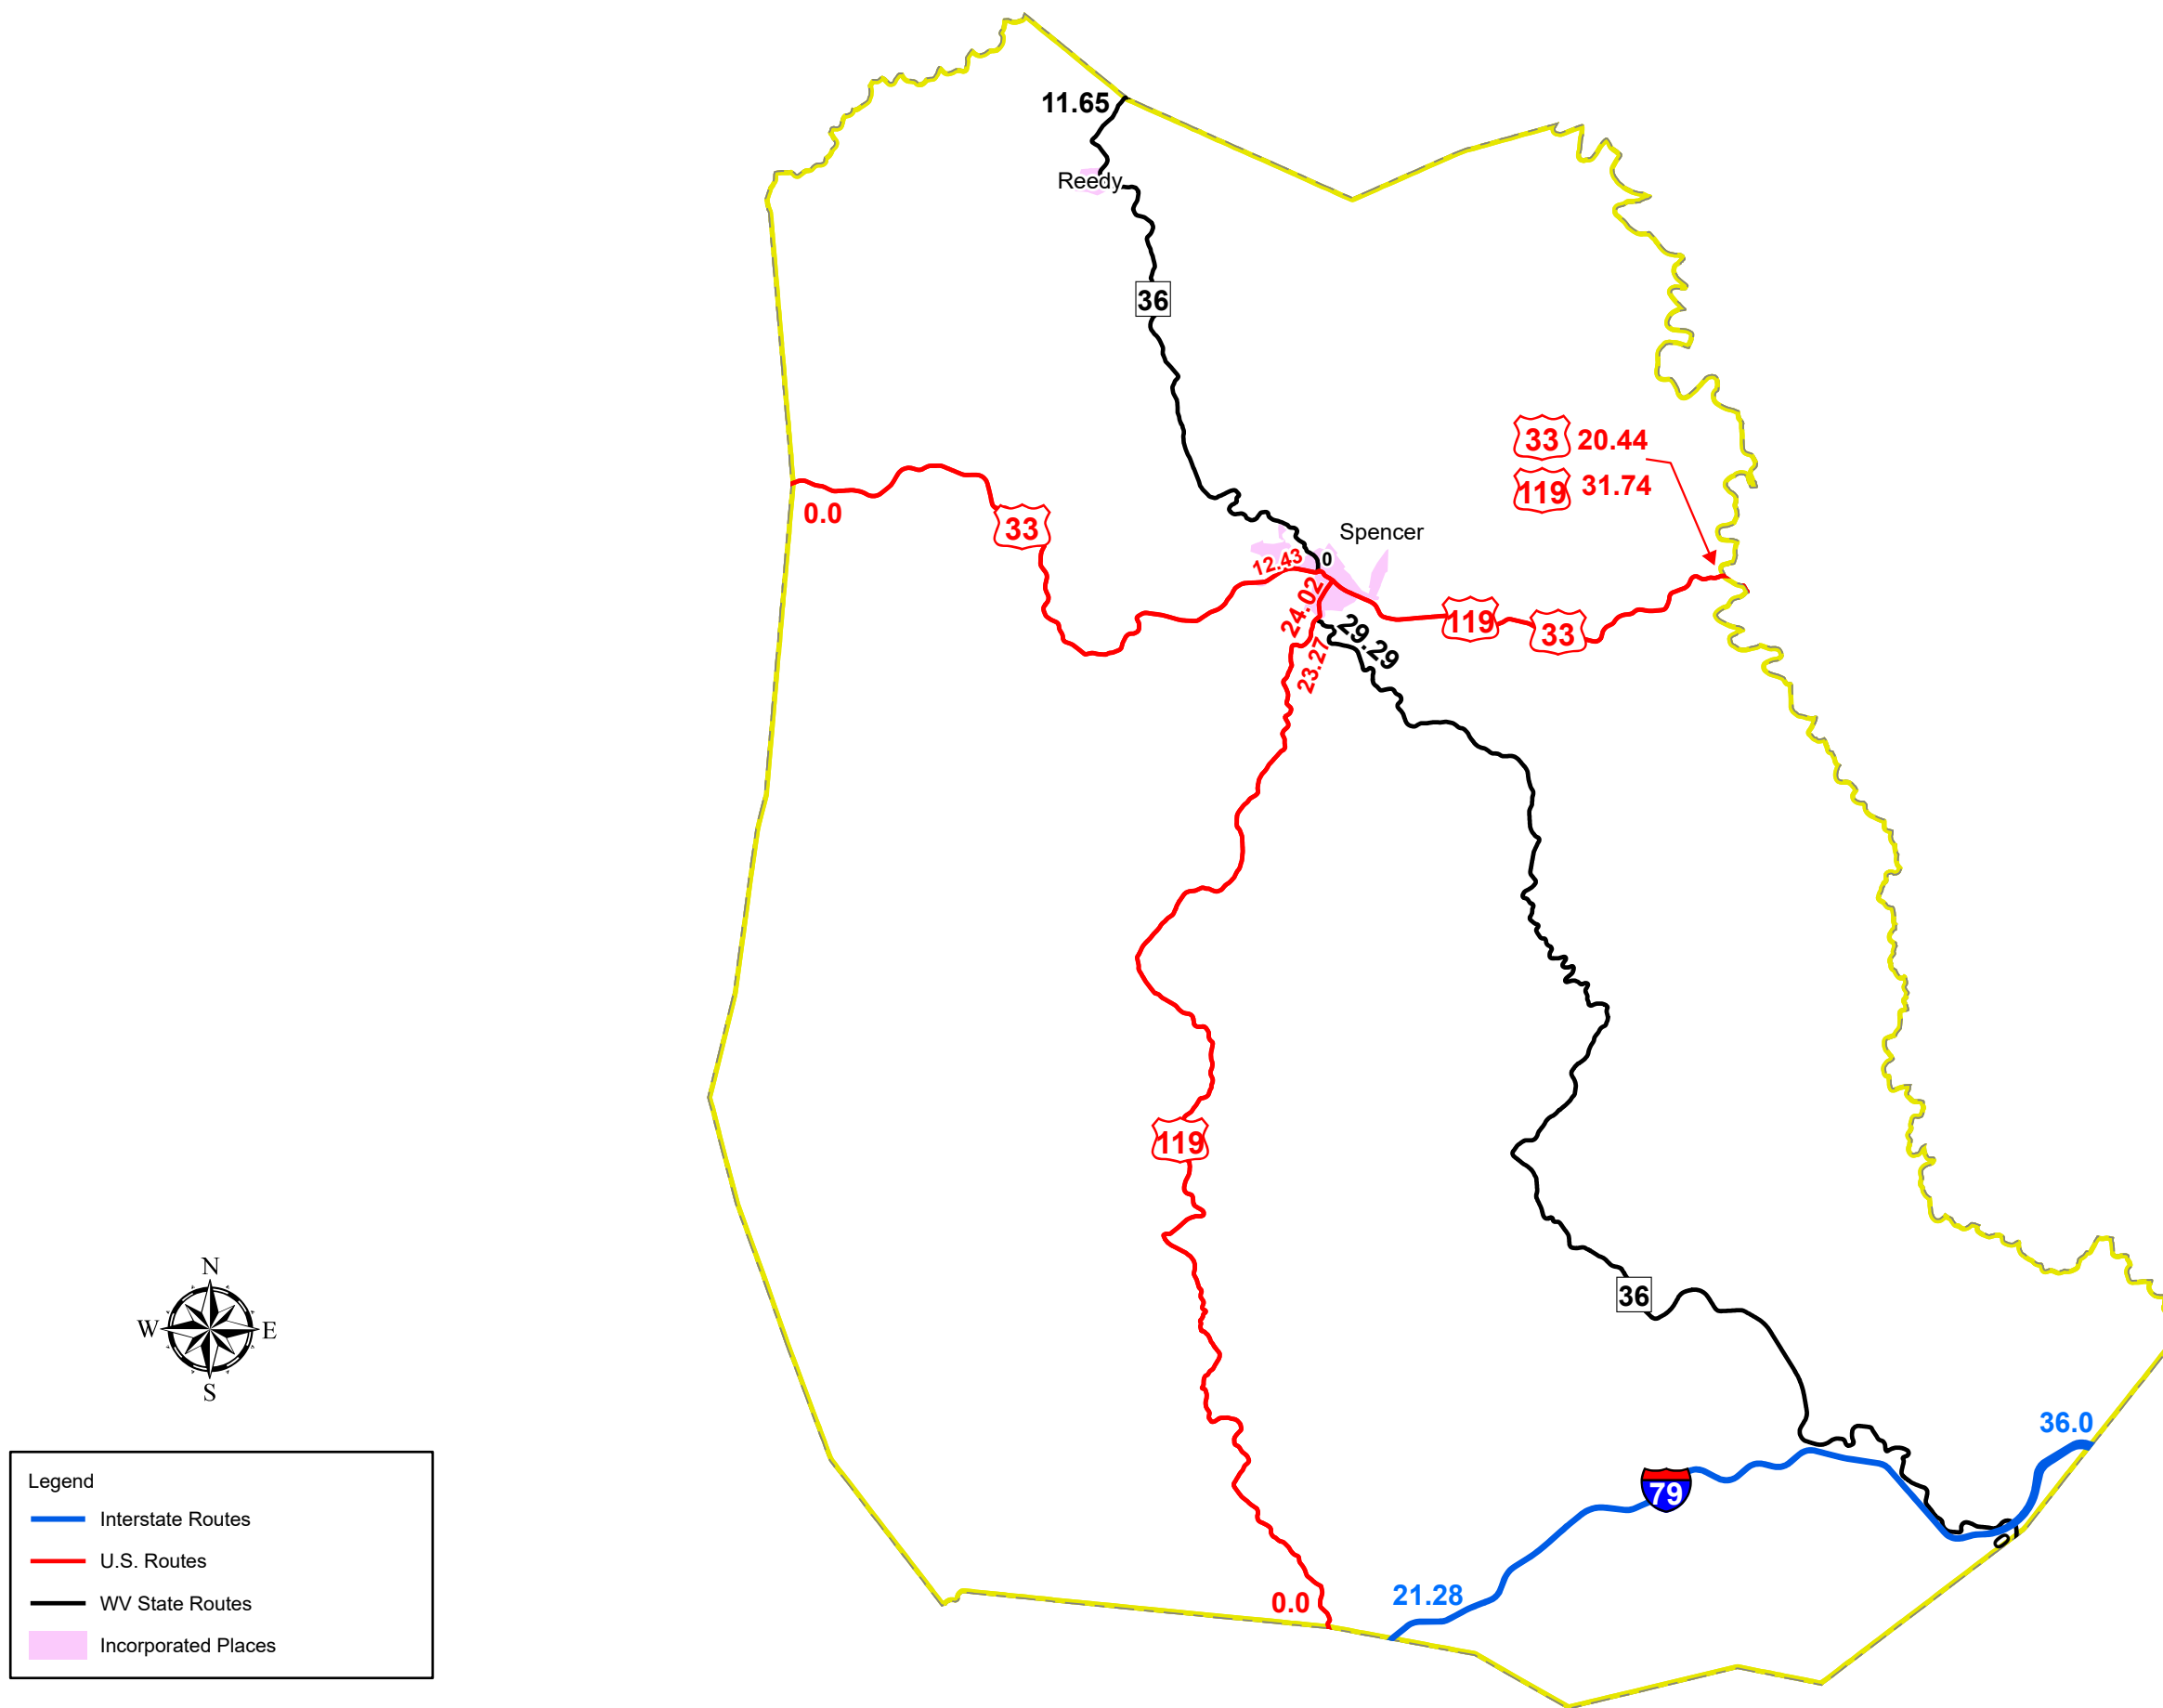 11.65
Reedy
36
33 20.44
119 31.74
0.0
33
Spencer
12.43
0
24.02
119
33
29.29
23.27
119
N
W
E
S
36
36.0
79
0
0.0
21.28
Legend
Interstate Routes
U.S. Routes
WV State Routes
Incorporated Places